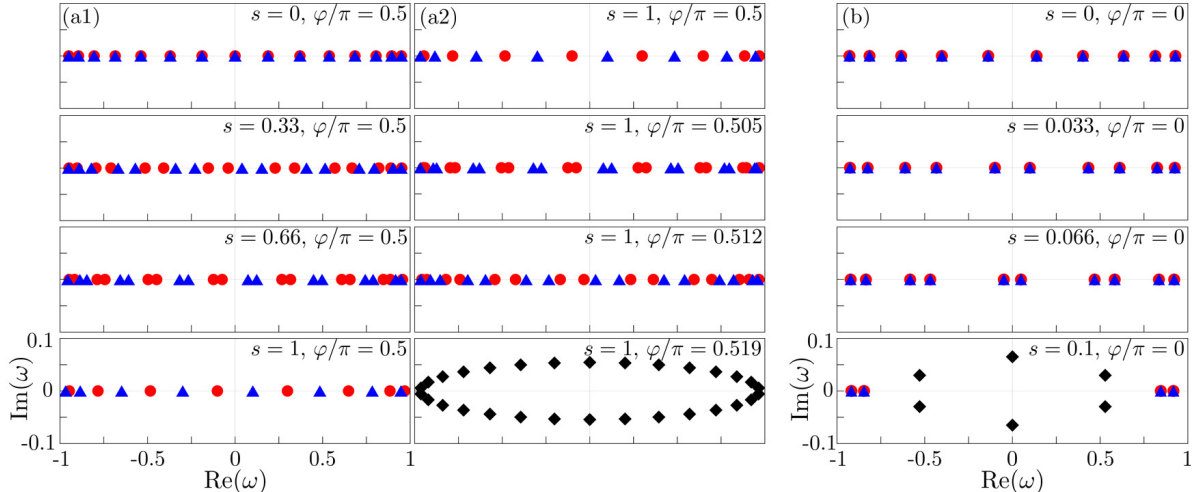 (a1) s = 0, φ/π = 0.5
(a2) s = 1, φ/π = 0.5
(b) s = 0, φ/π = 0
s = 0.33, φ/π = 0.5
s = 1, φ/π = 0.505
s = 0.033, φ/π = 0
s = 0.66, φ/π = 0.5
s = 1, φ/π = 0.512
s = 0.066, φ/π = 0
s = 1, φ/π = 0.5
s = 1, φ/π = 0.519
s = 0.1, φ/π = 0
0.1
0
-0.1
Im(ω)
-1 -0.5 0 0.5 1
Re(ω)
0.1
0
-0.1
Im(ω)
-1 -0.5 0 0.5 1
Re(ω)